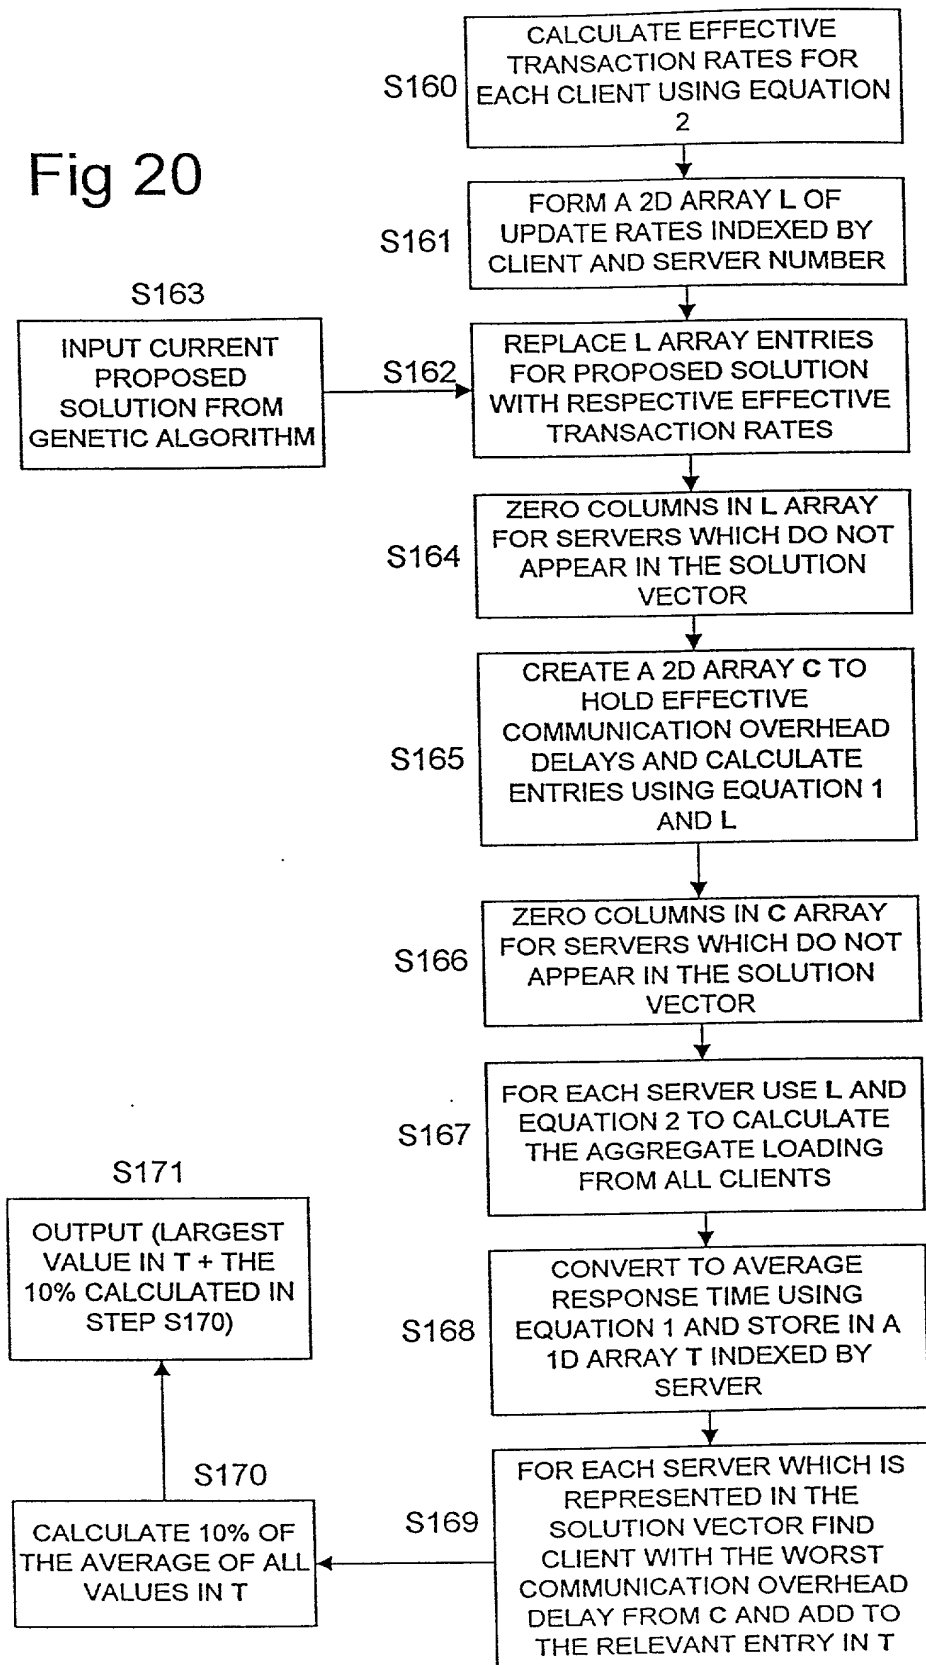 CALCULATE EFFECTIVE
TRANSACTION RATES FOR
EACH CLIENT USING EQUATION
2
S160
Fig 20
FORM A 2D ARRAY L OF
UPDATE RATES INDEXED BY
CLIENT AND SERVER NUMBER
S161
S163
INPUT CURRENT
PROPOSED
SOLUTION FROM
GENETIC ALGORITHM
S162
REPLACE L ARRAY ENTRIES
FOR PROPOSED SOLUTION
WITH RESPECTIVE EFFECTIVE
TRANSACTION RATES
ZERO COLUMNS IN L ARRAY
FOR SERVERS WHICH DO NOT
APPEAR IN THE SOLUTION
VECTOR
S164
CREATE A 2D ARRAY C TO
HOLD EFFECTIVE
COMMUNICATION OVERHEAD
DELAYS AND CALCULATE
ENTRIES USING EQUATION 1
AND L
S165
ZERO COLUMNS IN C ARRAY
FOR SERVERS WHICH DO NOT
APPEAR IN THE SOLUTION
VECTOR
S166
FOR EACH SERVER USE L AND
EQUATION 2 TO CALCULATE
THE AGGREGATE LOADING
FROM ALL CLIENTS
S167
CONVERT TO AVERAGE
RESPONSE TIME USING
EQUATION 1 AND STORE IN A
1D ARRAY T INDEXED BY
SERVER
S168
FOR EACH SERVER WHICH IS
REPRESENTED IN THE
SOLUTION VECTOR FIND
CLIENT WITH THE WORST
COMMUNICATION OVERHEAD
DELAY FROM C AND ADD TO
THE RELEVANT ENTRY IN T
S169
S170
CALCULATE 10% OF
THE AVERAGE OF ALL
VALUES IN T
S171
OUTPUT (LARGEST
VALUE IN T + THE
10% CALCULATED IN
STEP S170)